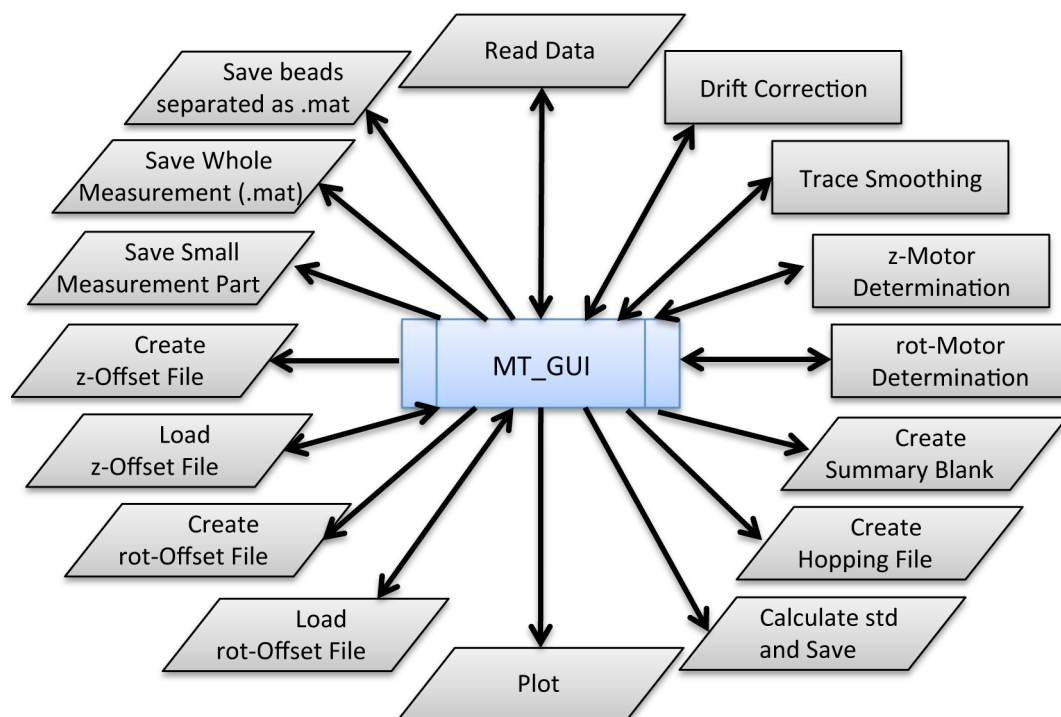 Read Data
Save beads
separated as .mat
Drift Correction
Save Whole
Measurement (.mat)
Trace Smoothing
Save Small
Measurement Part
z-Motor
Determination
Create
z-Offset File
MT_GUI
rot-Motor
Determination
Load
z-Offset File
Create
Summary Blank
Create
rot-Offset File
Create
Hopping File
Load
rot-Offset File
Calculate std
and Save
Plot